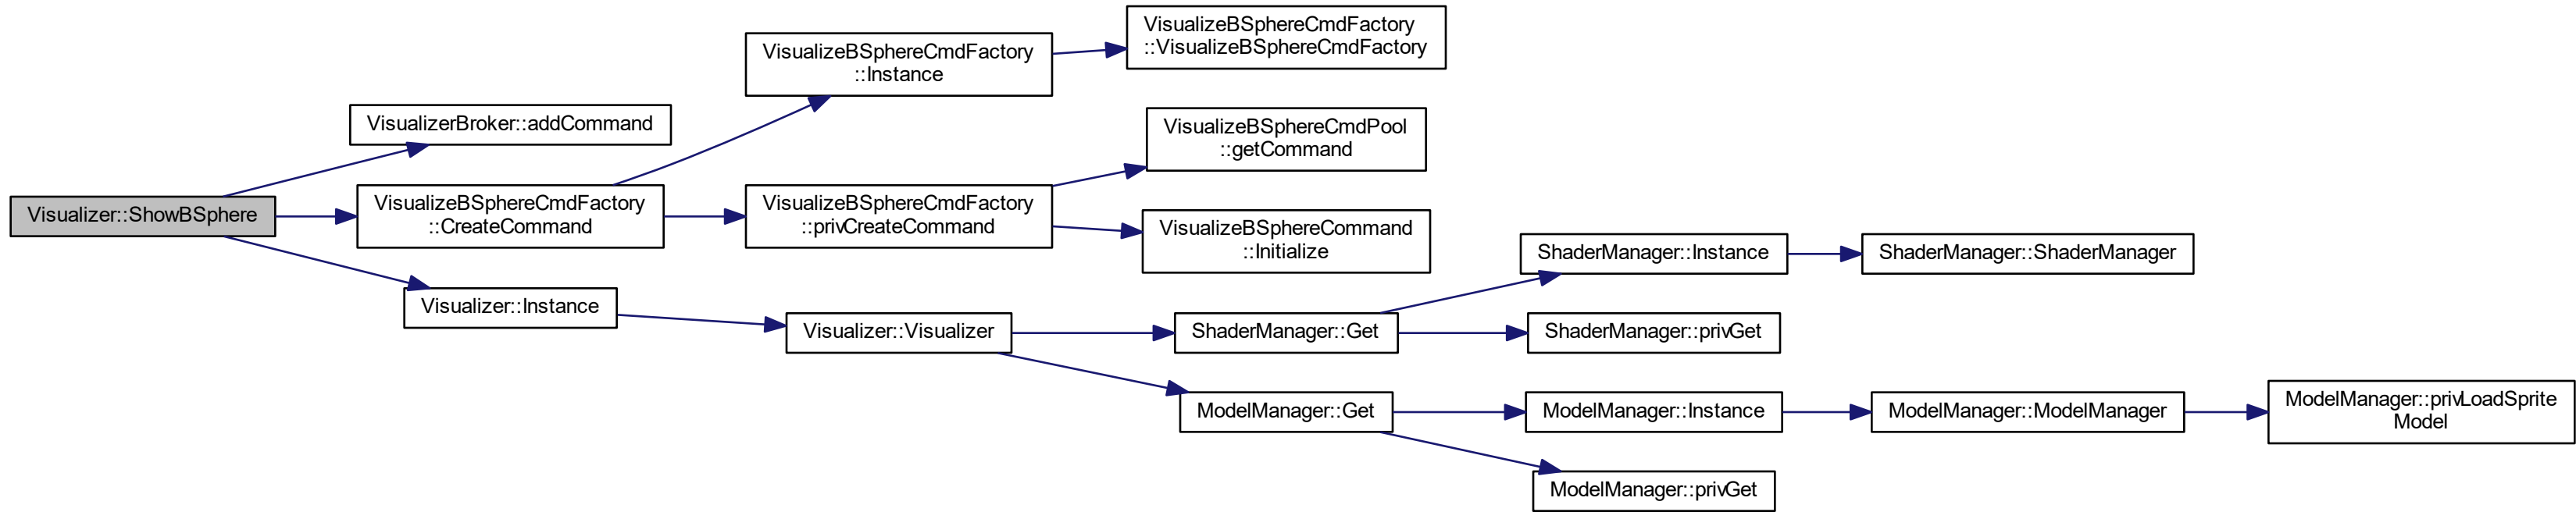 Visualizer::ShowBSphere
VisualizerBroker::addCommand
VisualizeBSphereCmdFactory
::CreateCommand
Visualizer::Instance
VisualizeBSphereCmdFactory
::Instance
VisualizeBSphereCmdFactory
::privCreateCommand
Visualizer::Visualizer
VisualizeBSphereCmdFactory
::VisualizeBSphereCmdFactory
VisualizeBSphereCmdPool
::getCommand
VisualizeBSphereCommand
::Initialize
ShaderManager::Get
ModelManager::Get
ShaderManager::Instance
ShaderManager::privGet
ModelManager::Instance
ModelManager::privGet
ShaderManager::ShaderManager
ModelManager::ModelManager
ModelManager::privLoadSprite
Model